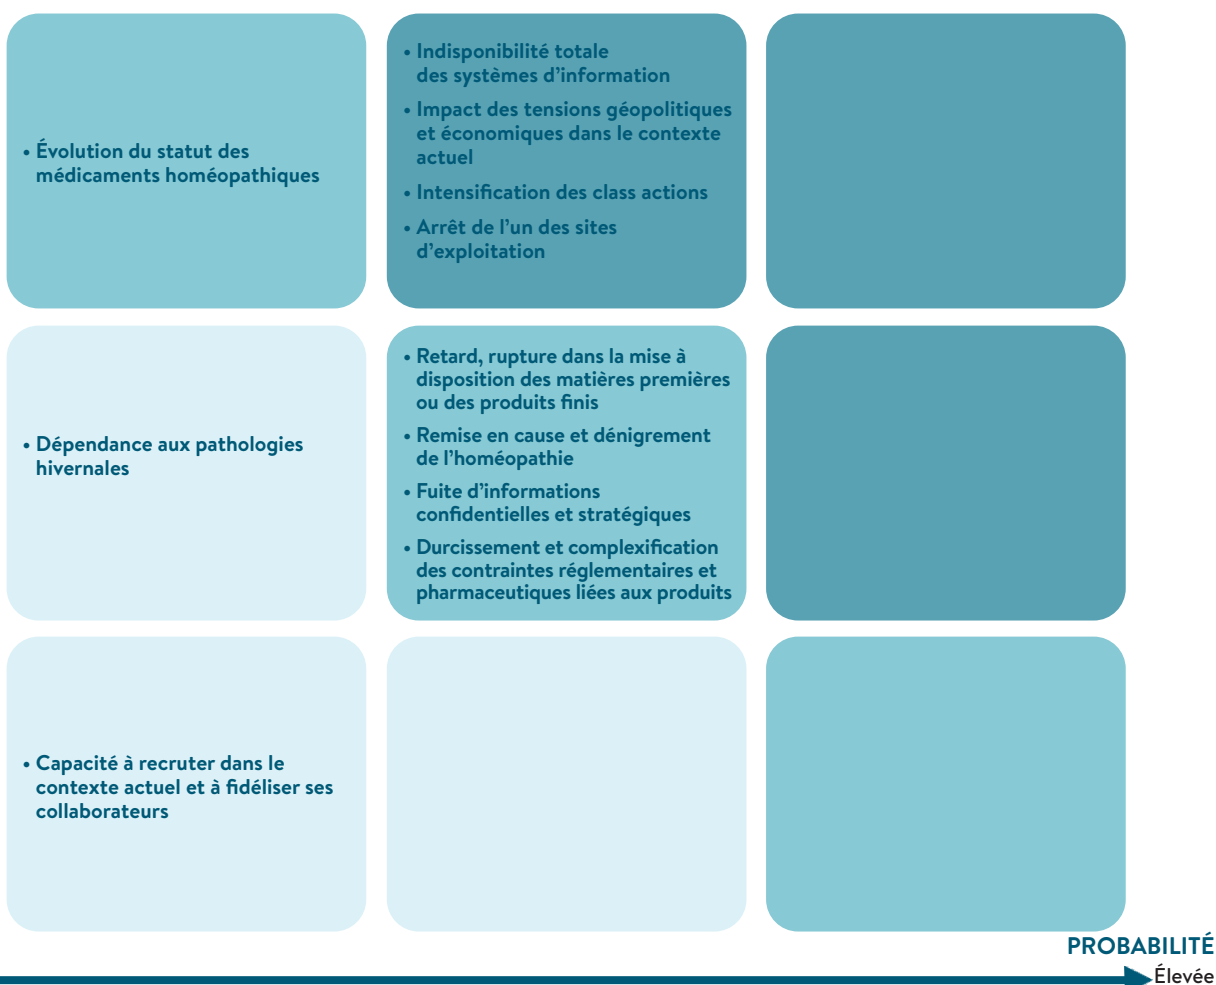 • Évolution du statut des
médicaments homéopathiques
• Indisponibilité totale
des systèmes d'information
• Impact des tensions géopolitiques
et économiques dans le contexte
actuel
• Intensification des class actions
• Arrêt de l'un des sites
d'exploitation
• Dépendance aux pathologies
hivernales
• Retard, rupture dans la mise à
disposition des matières premières
ou des produits finis
• Remise en cause et dénigrement
de l'homéopathie
• Fuite d'informations
confidentielles et stratégiques
• Durcissement et complexification
des contraintes réglementaires et
pharmaceutiques liées aux produits
• Capacité à recruter dans le
contexte actuel et à fidéliser ses
collaborateurs
PROBABILITÉ
Élevée